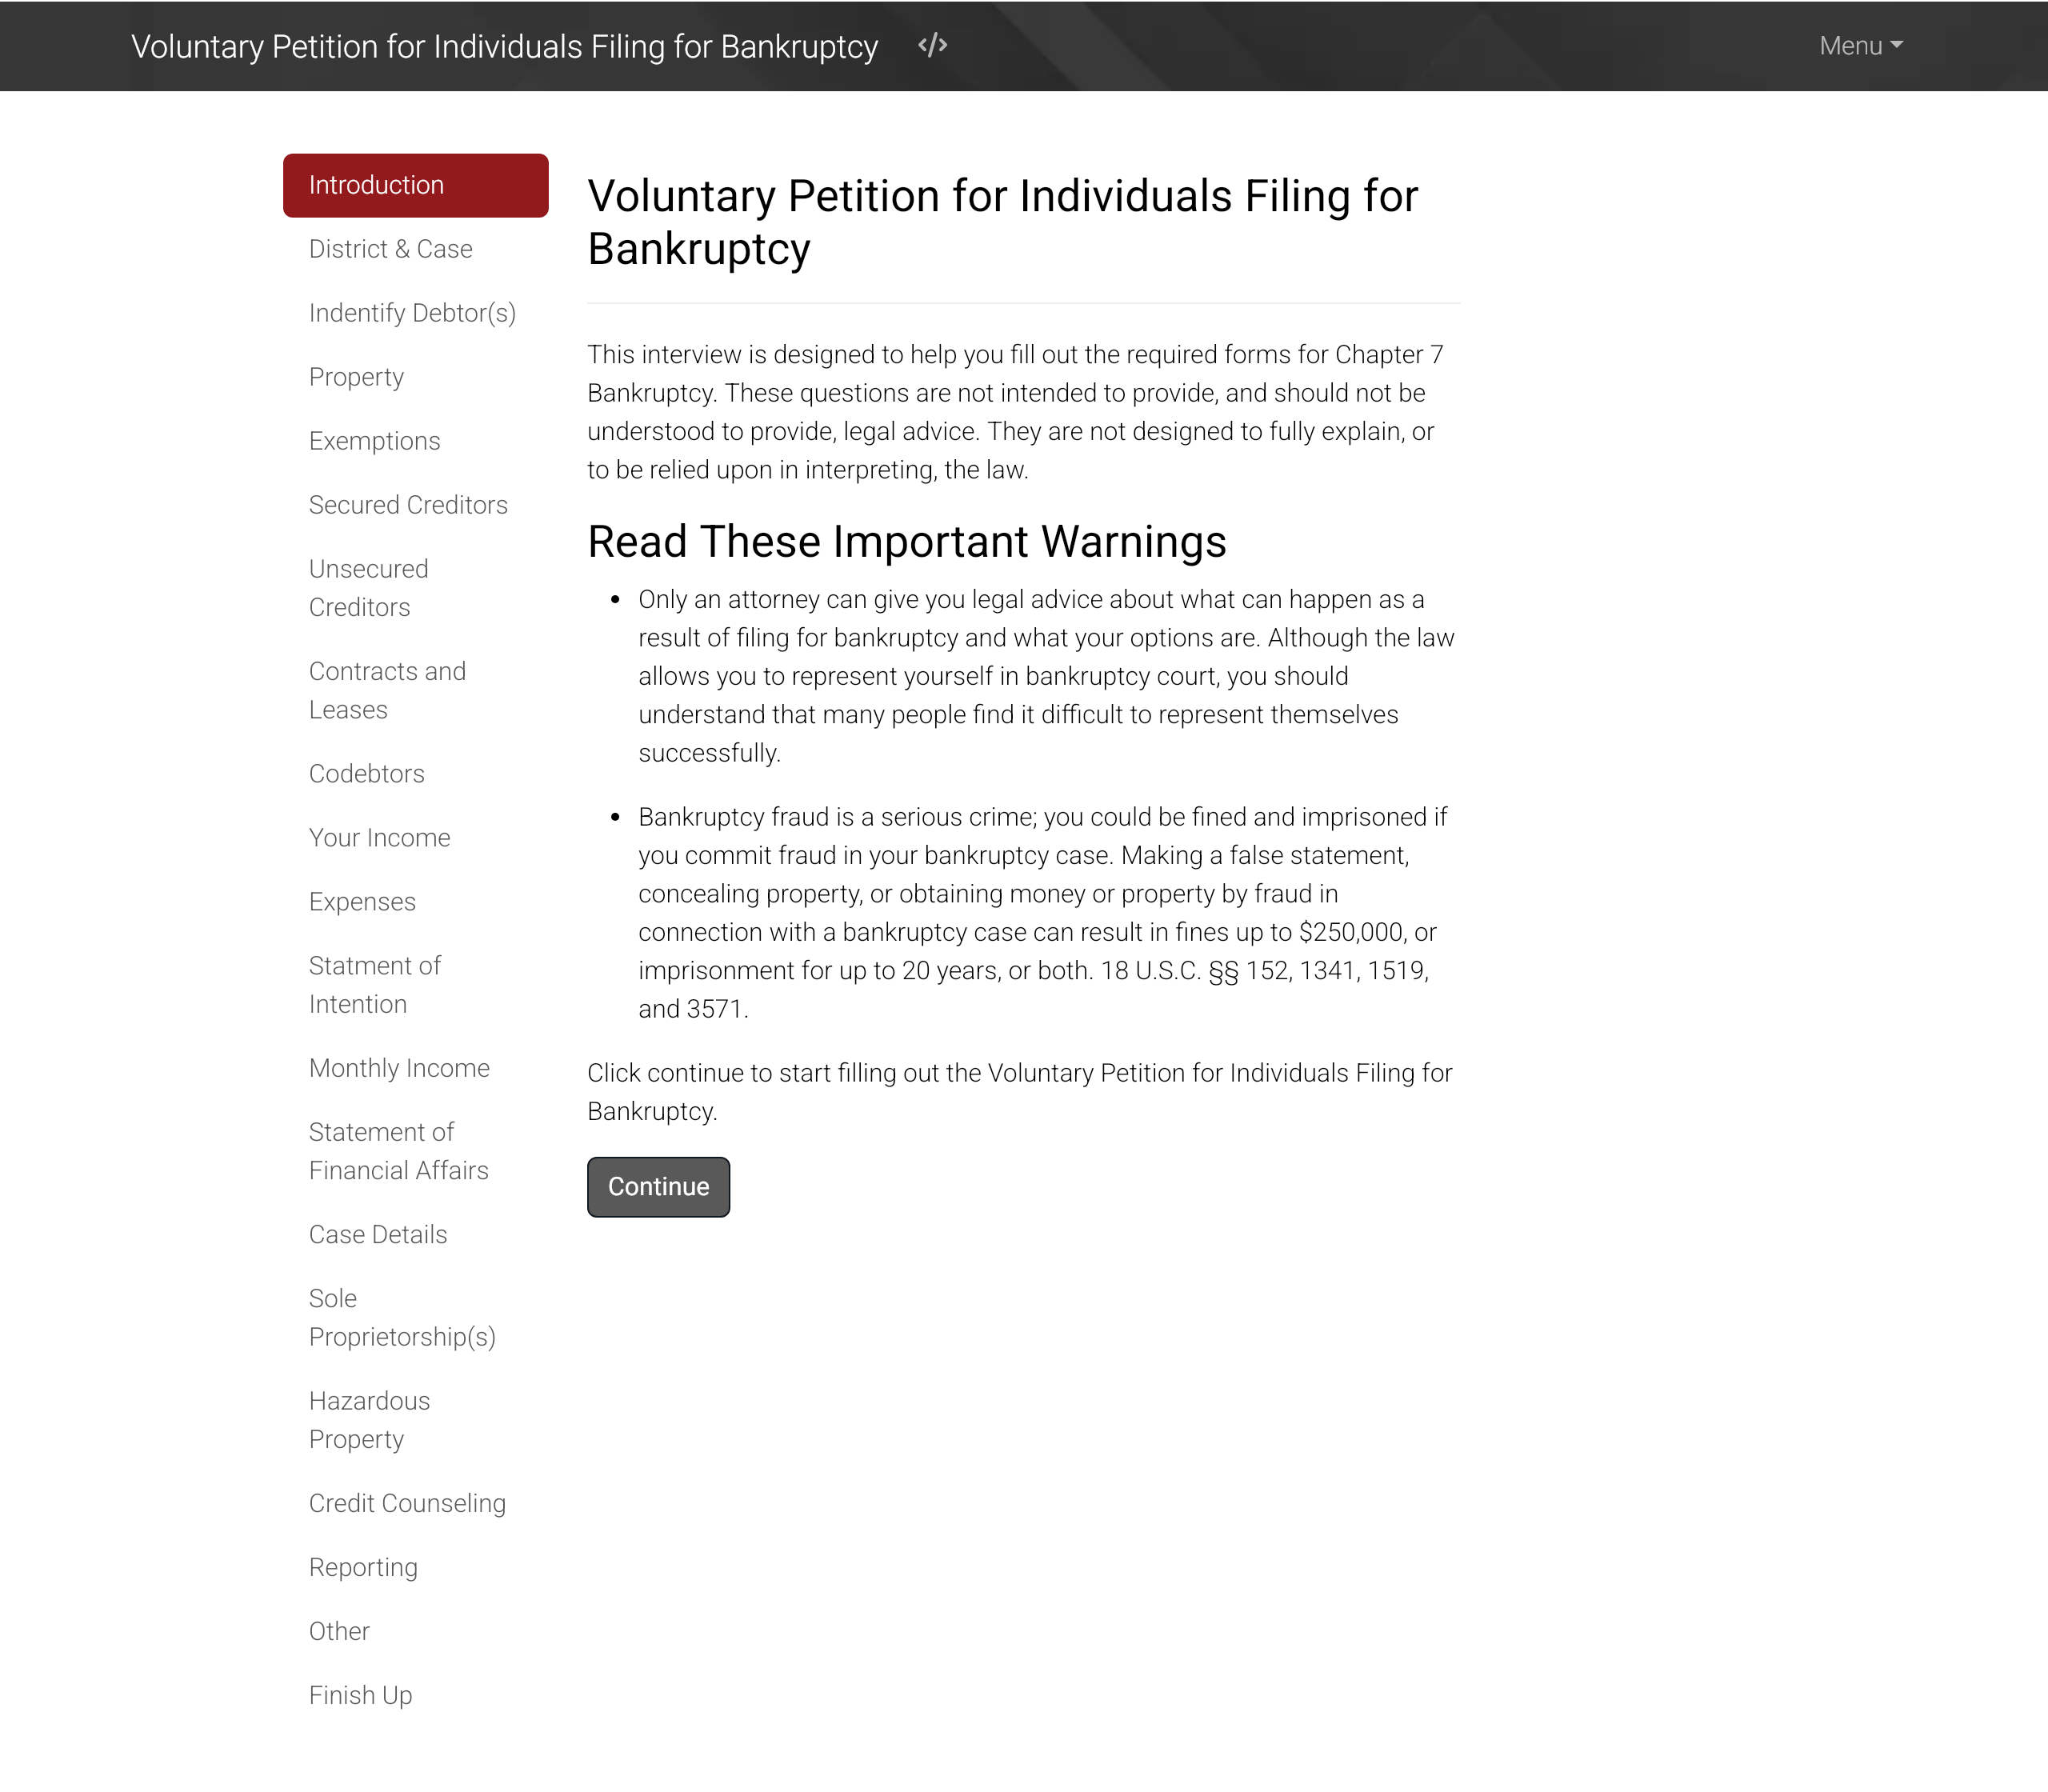 Voluntary Petition for Individuals Filing for Bankruptcy </>
Menu
Introduction
District & Case
Indentify Debtor(s)
Property
Exemptions
Secured Creditors
Unsecured
Creditors
Contracts and
Leases
Codebtors
Your Income
Expenses
Statment of
Intention
Monthly Income
Statement of
Financial Affairs
Case Details
Sole
Proprietorship(s)
Hazardous
Property
Credit Counseling
Reporting
Other
Finish Up
Voluntary Petition for Individuals Filing for
Bankruptcy
This interview is designed to help you fill out the required forms for Chapter 7
Bankruptcy. These questions are not intended to provide, and should not be
understood to provide, legal advice. They are not designed to fully explain, or
to be relied upon in interpreting, the law.
Read These Important Warnings
• Only an attorney can give you legal advice about what can happen as a
result of filing for bankruptcy and what your options are. Although the law
allows you to represent yourself in bankruptcy court, you should
understand that many people find it difficult to represent themselves
successfully.
• Bankruptcy fraud is a serious crime; you could be fined and imprisoned if
you commit fraud in your bankruptcy case. Making a false statement,
concealing property, or obtaining money or property by fraud in
connection with a bankruptcy case can result in fines up to $250,000, or
imprisonment for up to 20 years, or both. 18 U.S.C. §§ 152, 1341, 1519,
and 3571.
Click continue to start filling out the Voluntary Petition for Individuals Filing for
Bankruptcy.
Continue